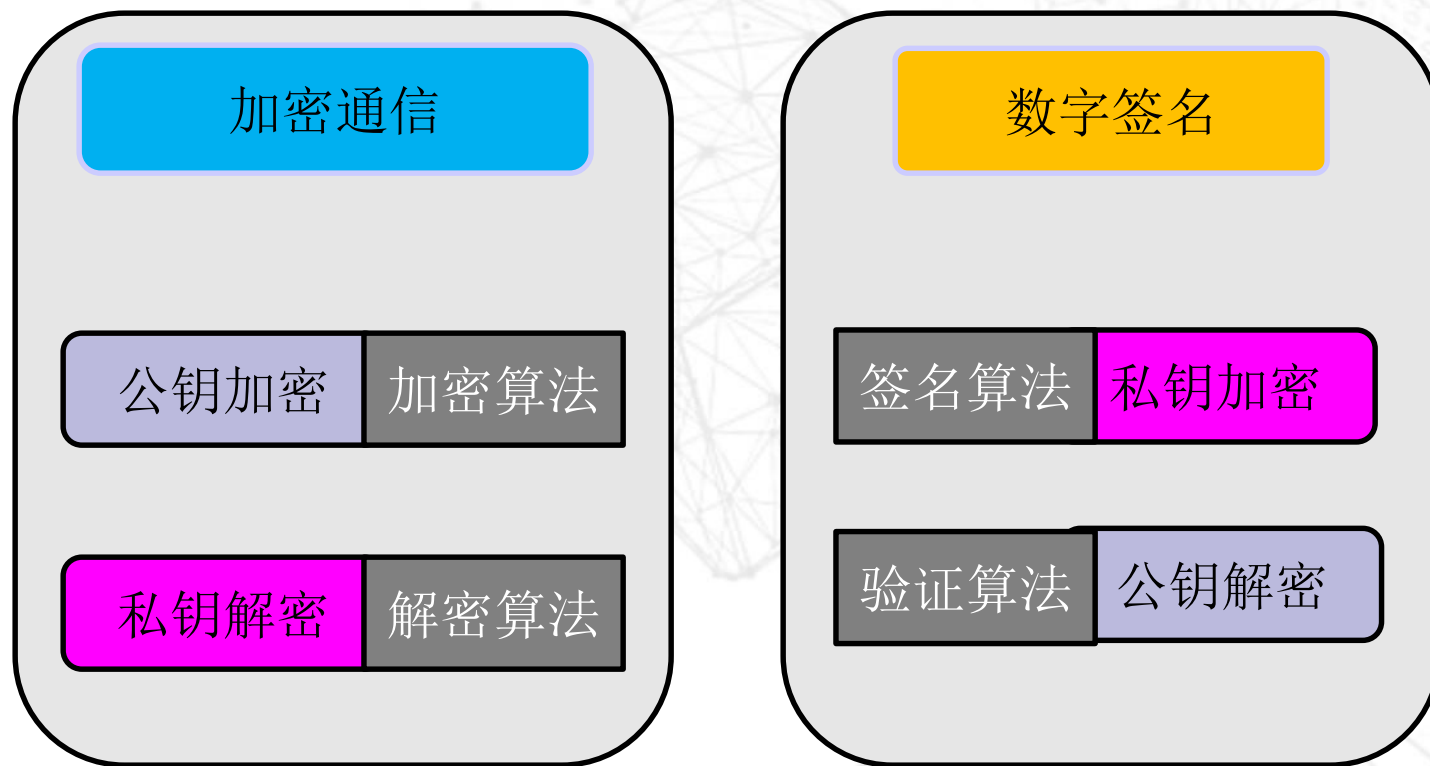 加密通信
公钥加密 加密算法
私钥解密 解密算法
数字签名
签名算法 私钥加密
验证算法 公钥解密